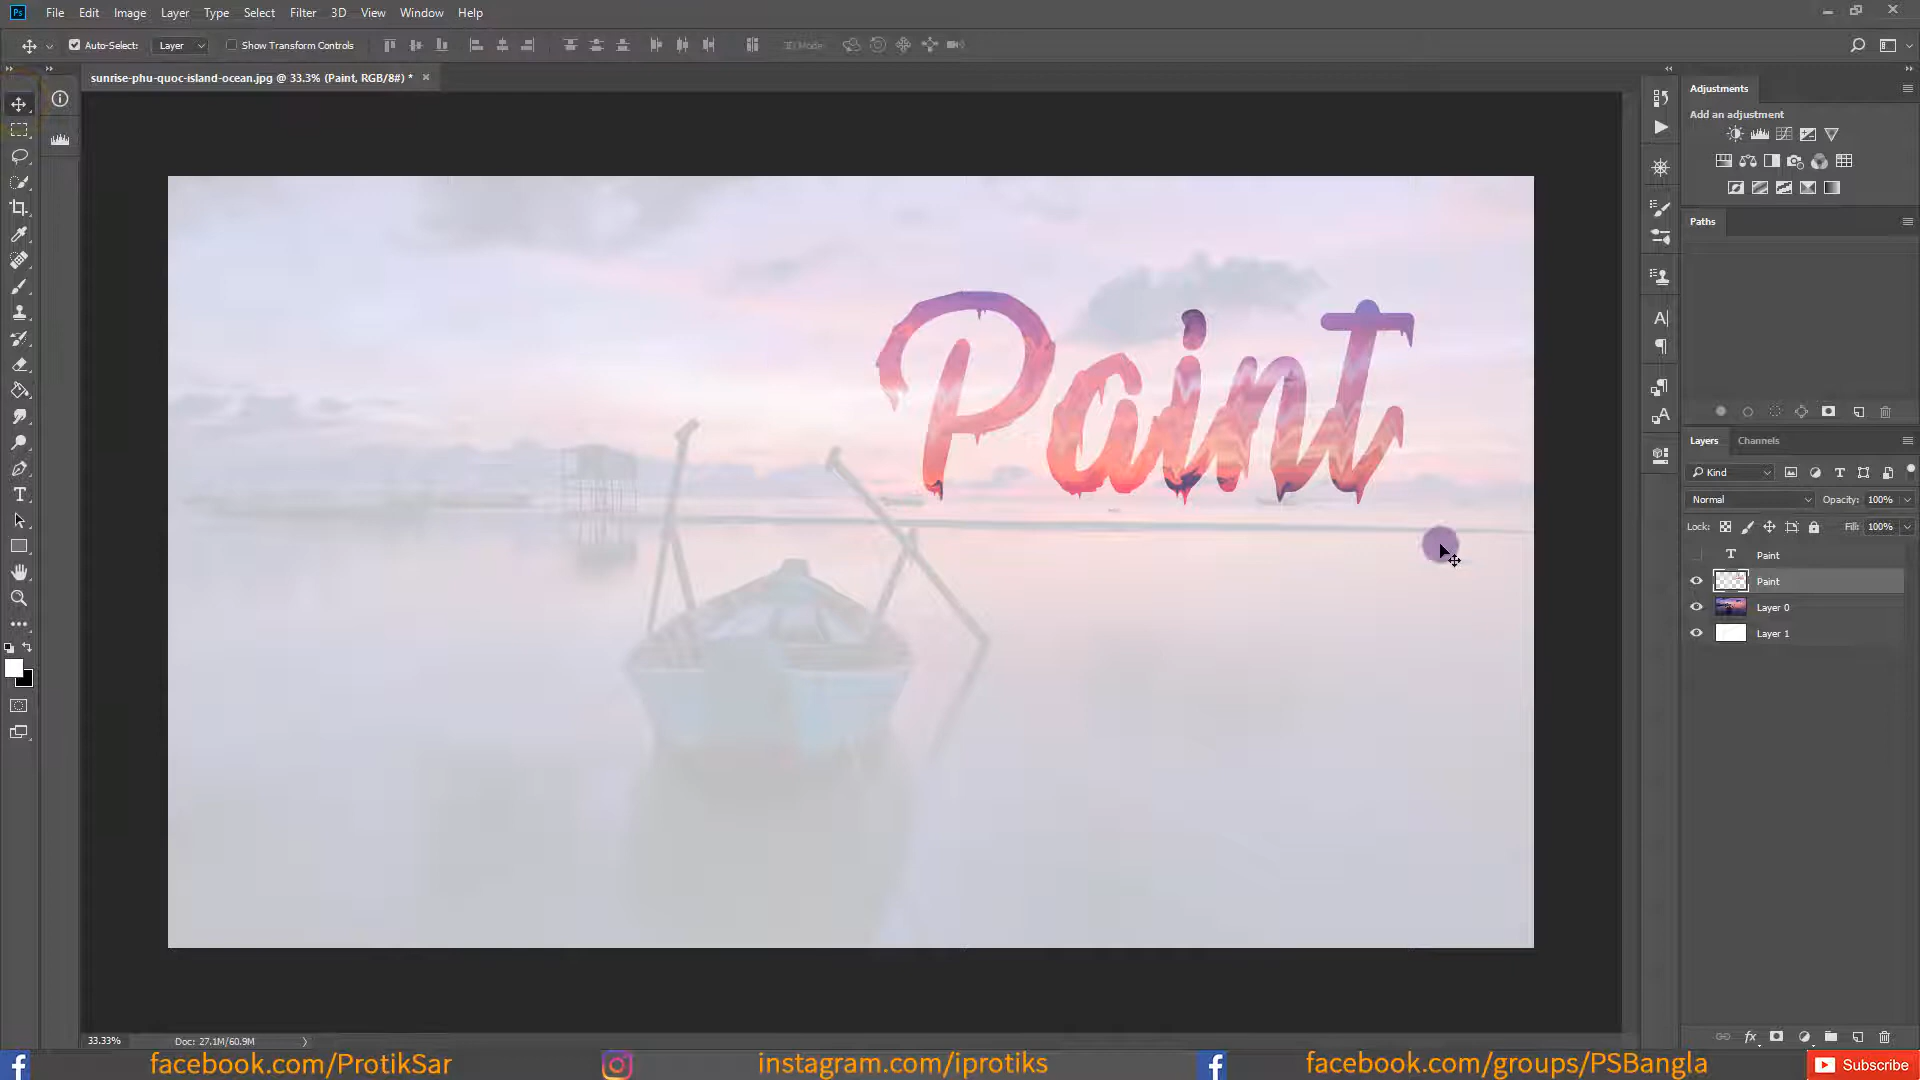 Ps File Edit Image Layer Type Select Filter 3D View Window Help
Auto-Select: Layer Show Transform Controls 3D Mode:
sunrise-phu-quoc-island-ocean.jpg @ 33.3% (Paint, RGB/8#) *
Adjustments
Add an adjustment
Paths
Paint
Layers Channels
Kind
Normal Opacity: 100%
Lock: Fill: 100%
Paint
Paint
Layer 0
Layer 1
33.33% Doc: 27.1M/60.9M
facebook.com/ProtikSar instagram.com/iprotiks facebook.com/groups/PSBangla Subscribe